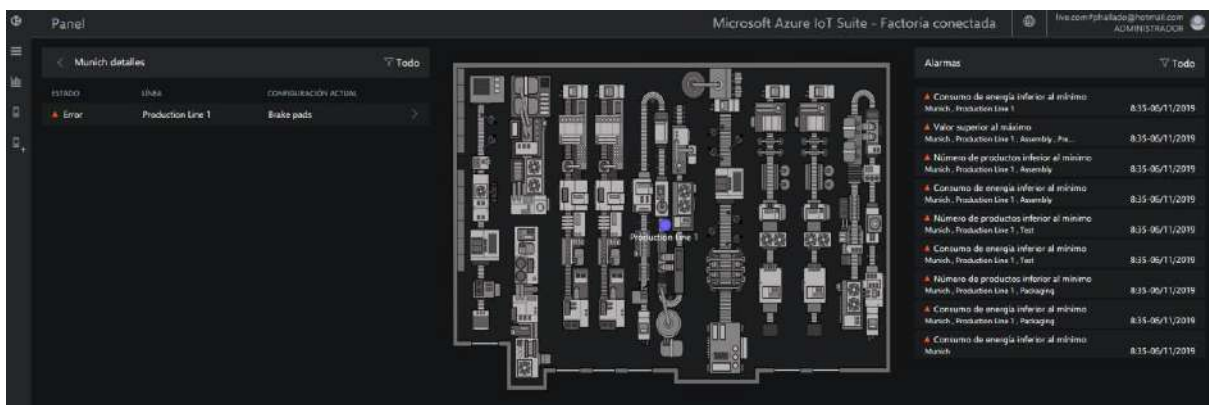 Panel
Microsoft Azure IoT Suite - Factoría conectada
live.com#phallado@hotmail.com
ADMINISTRADOR
Munich detalles
Todo
ESTADO LÍNEA CONFIGURACIÓN ACTUAL
Error Production Line 1 Brake pads
Production Line 1
Alarmas
Todo
Consumo de energía inferior al mínimo
Munich , Production Line 1 8:35-06/11/2019
Valor superior al máximo
Munich , Production Line 1 , Assembly , Pre... 8:35-06/11/2019
Número de productos inferior al mínimo
Munich , Production Line 1 , Assembly 8:35-06/11/2019
Consumo de energía inferior al mínimo
Munich , Production Line 1 , Assembly 8:35-06/11/2019
Número de productos inferior al mínimo
Munich , Production Line 1 , Test 8:35-06/11/2019
Consumo de energía inferior al mínimo
Munich , Production Line 1 , Test 8:35-06/11/2019
Número de productos inferior al mínimo
Munich , Production Line 1 , Packaging 8:35-06/11/2019
Consumo de energía inferior al mínimo
Munich , Production Line 1 , Packaging 8:35-06/11/2019
Consumo de energía inferior al mínimo
Munich 8:35-06/11/2019